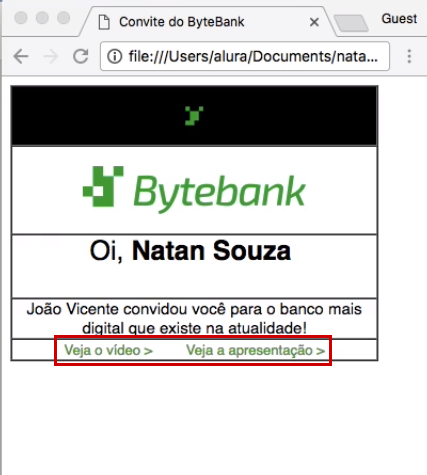 Convite do ByteBank
Guest
file:///Users/alura/Documents/nata...
Bytebank
Oi, Natan Souza
João Vicente convidou você para o banco mais
digital que existe na atualidade!
Veja o vídeo > Veja a apresentação >